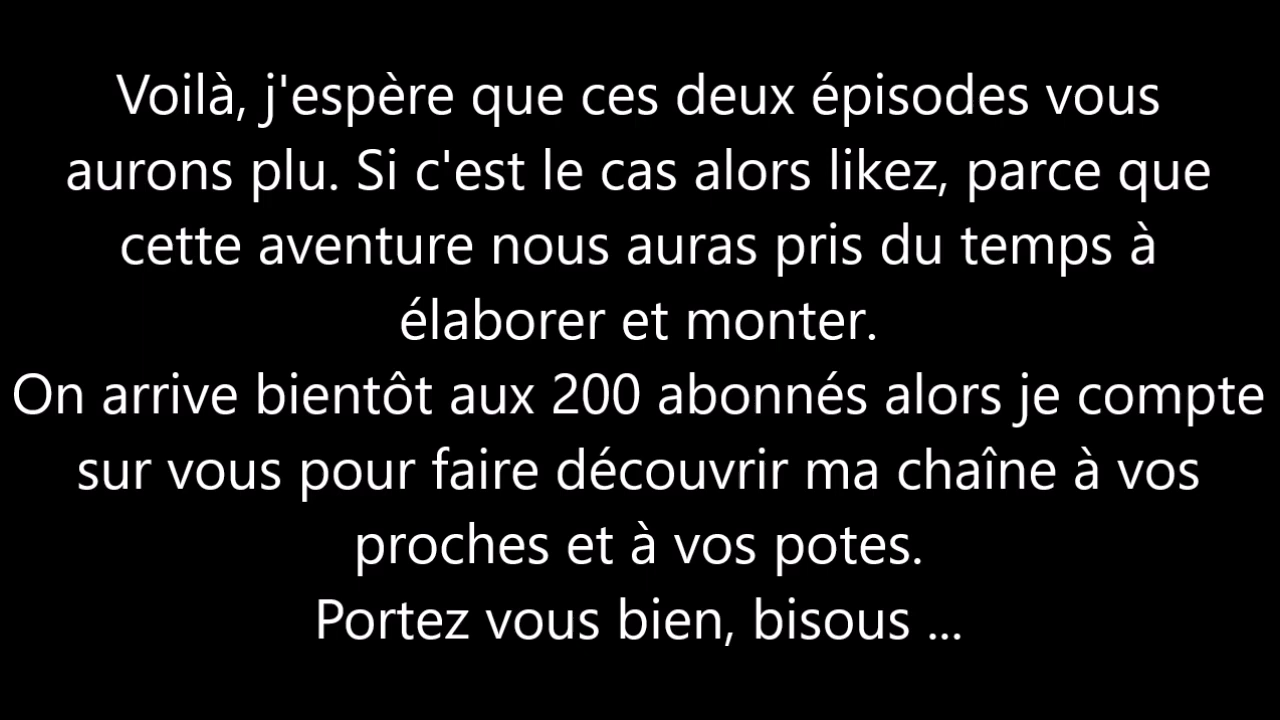 Voilà, j'espère que ces deux épisodes vous
aurons plu. Si c'est le cas alors likez, parce que
cette aventure nous auras pris du temps à
élaborer et monter.
On arrive bientôt aux 200 abonnés alors je compte
sur vous pour faire découvrir ma chaîne à vos
proches et à vos potes.
Portez vous bien, bisous ...